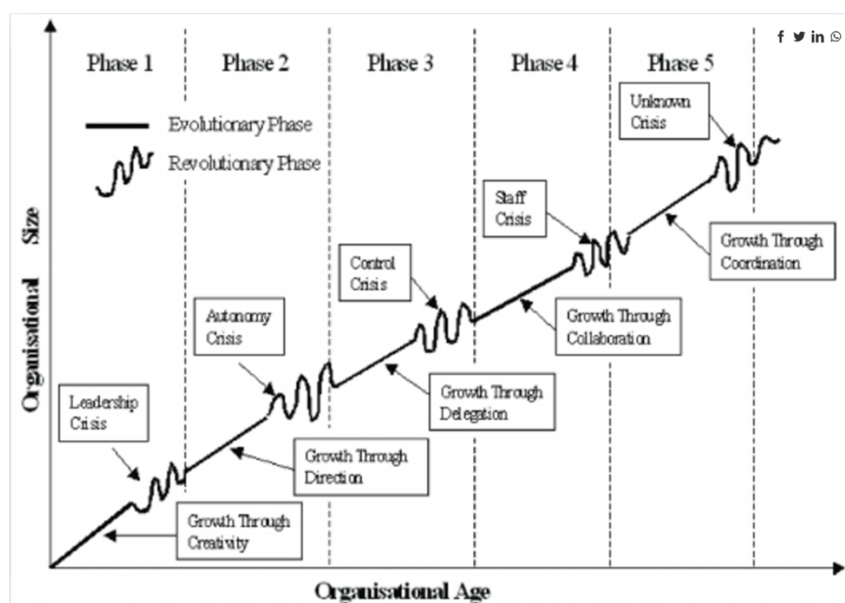 Phase 1
Phase 2
Phase 3
Phase 4
Phase 5
Evolutionary Phase
Revolutionary Phase
Unknown
Crisis
Staff
Crisis
Growth Through
Coordination
Control
Crisis
Growth Through
Collaboration
Autonomy
Crisis
Growth Through
Delegation
Leadership
Crisis
Growth Through
Direction
Growth Through
Creativity
Organisational Size
Organisational Age